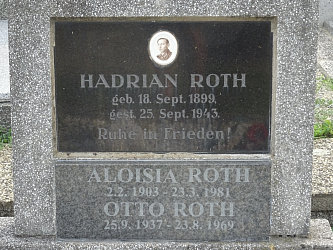 HADRIAN ROTH
geb. 18. Sept. 1899.
gest. 25. Sept. 1943.
Ruhe in Frieden!
ALOISIA ROTH
2.2. 1903 - 23.3. 1981
OTTO ROTH
25.9. 1937 - 23.8. 1969